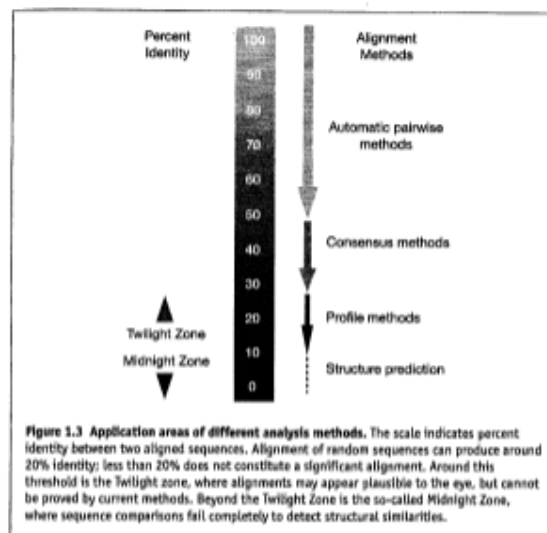 Percent
Identity
Alignment
Methods
100
90
80
70
60
50
40
30
20
10
0
Automatic pairwise
methods
Consensus methods
Profile methods
Structure prediction
Twilight Zone
Midnight Zone
Figure 1.3 Application areas of different analysis methods. The scale indicates percent
identity between two aligned sequences. Alignment of random sequences can produce around
20% identity; less than 20% does not constitute a significant alignment. Around this
threshold is the Twilight zone, where alignments may appear plausible to the eye, but cannot
be proved by current methods. Beyond the Twilight Zone is the so-called Midnight Zone,
where sequence comparisons fail completely to detect structural similarities.